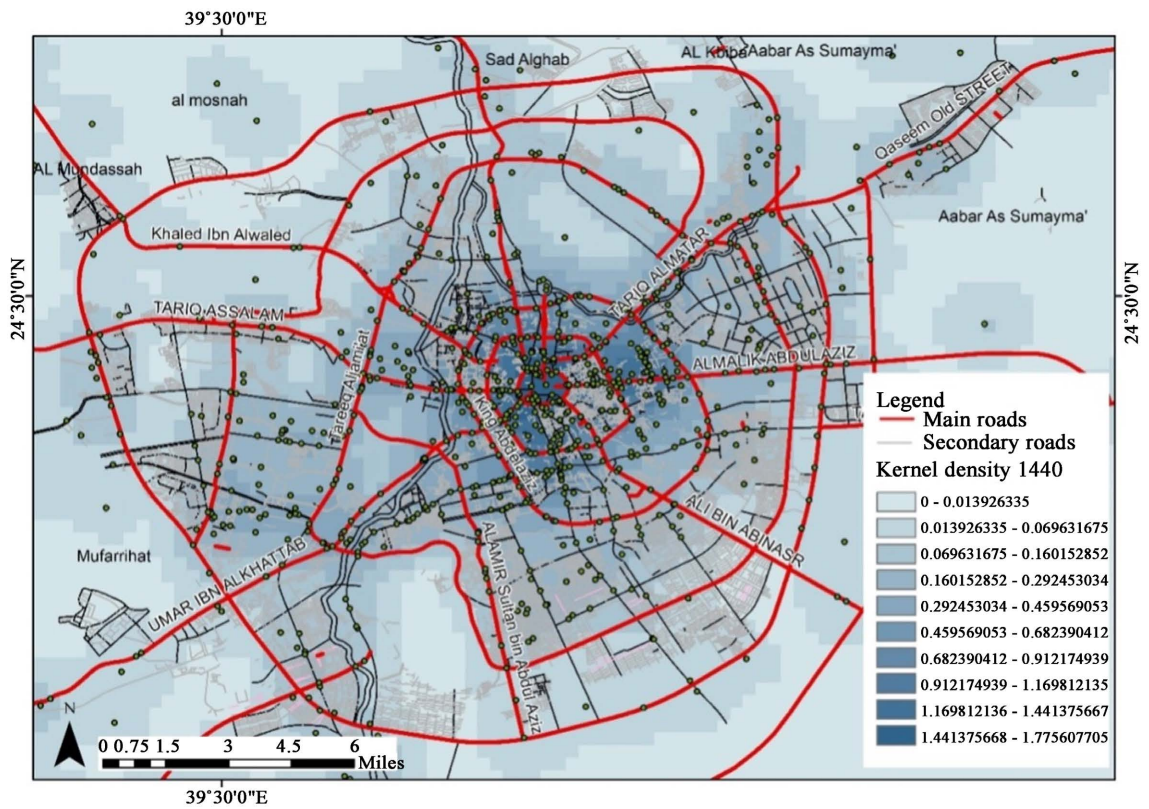 39°30'0"E
Sad Alghab
AL Khiba
Aabar As Sumayma'
al mosnah
Qaseem Old STREET
AL Mundassah
Aabar As Sumayma'
Khaled Ibn Alwaled
TARIQ ALMATAR
24°30'0"N
24°30'0"N
TARIQ ASSALAM
ALMALIK ABDULAZIZ
Tareeq Aljamiat
King Abdelaziz
Legend
Main roads
Secondary roads
Kernel density 1440
0 - 0.013926335
0.013926335 - 0.069631675
0.069631675 - 0.160152852
0.160152852 - 0.292453034
0.292453034 - 0.459569053
0.459569053 - 0.682390412
0.682390412 - 0.912174939
0.912174939 - 1.169812135
1.169812136 - 1.441375667
1.441375668 - 1.775607705
ALI BIN ABINASR
Mufarrihat
UMAR IBN ALKHATTAB
ALAMIR Sultan bin Abdul Aziz
N
0 0.75 1.5 3 4.5 6
Miles
39°30'0"E